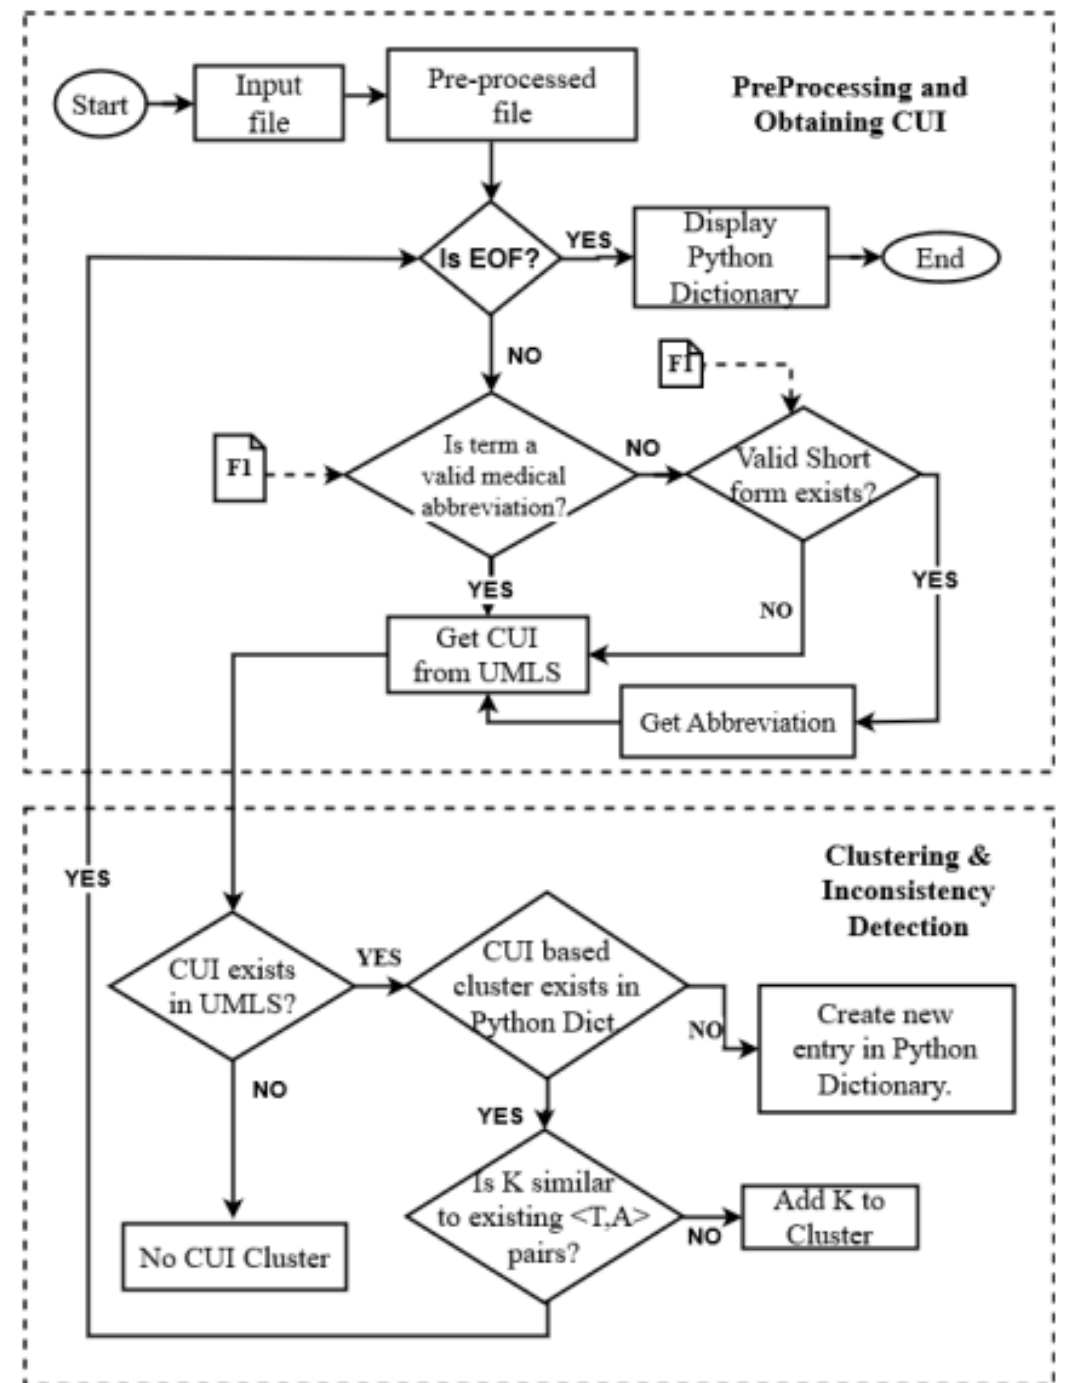 Start
Input
file
Pre-processed
file
PreProcessing and
Obtaining CUI
Is EOF?
YES
Display
Python
Dictionary
End
NO
F1
F1
Is term a
valid medical
abbreviation?
NO
Valid Short
form exists?
YES
YES
NO
Get CUI
from UMLS
Get Abbreviation
Clustering &
Inconsistency
Detection
YES
CUI exists
in UMLS?
YES
CUI based
cluster exists in
Python Dict.
NO
Create new
entry in Python
Dictionary.
NO
YES
Is K similar
to existing <T,A>
pairs?
NO
Add K to
Cluster
No CUI Cluster